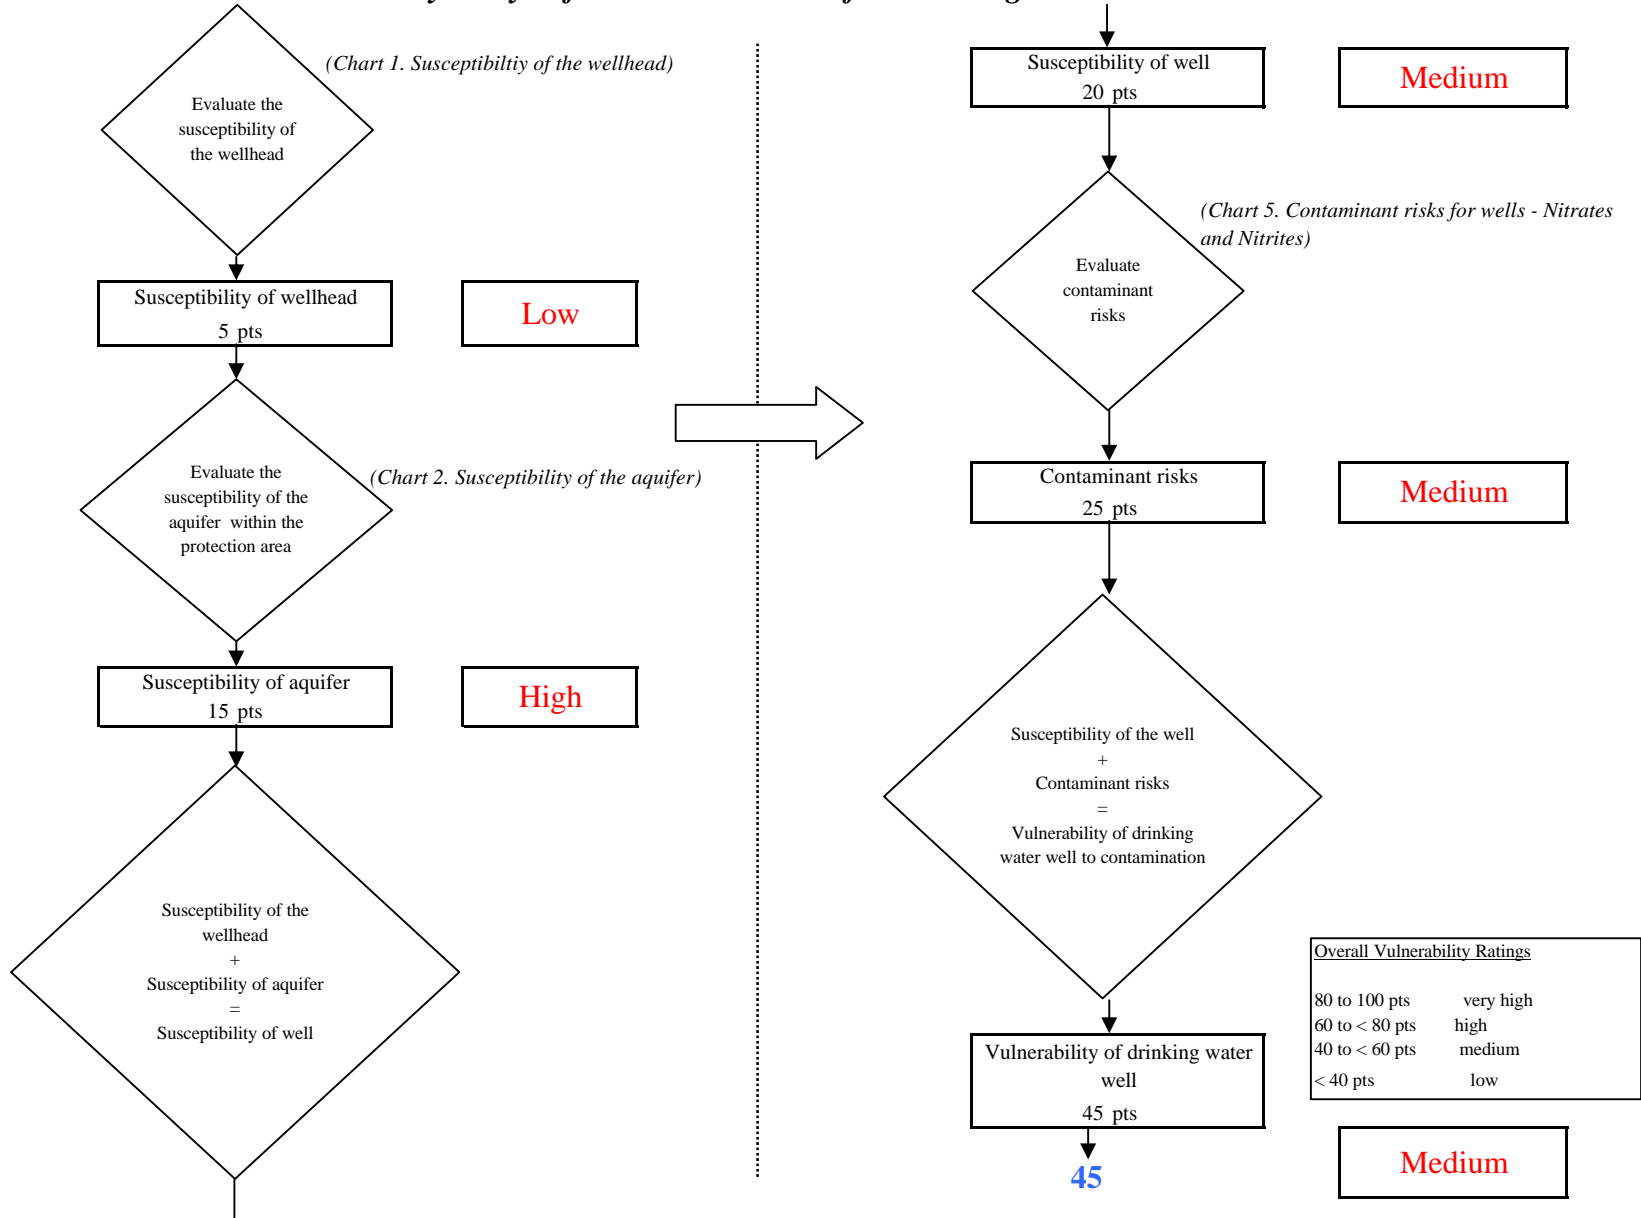 (Chart 1. Susceptibiltiy of the wellhead)
Evaluate the
susceptibility of
the wellhead
Susceptibility of wellhead
5 pts
Low
Evaluate the
susceptibility of the
aquifer within the
protection area
(Chart 2. Susceptibility of the aquifer)
Susceptibility of aquifer
15 pts
High
Susceptibility of the
wellhead
+
Susceptibility of aquifer
=
Susceptibility of well
Susceptibility of well
20 pts
Medium
(Chart 5. Contaminant risks for wells - Nitrates
and Nitrites)
Evaluate
contaminant
risks
Contaminant risks
25 pts
Medium
Susceptibility of the well
+
Contaminant risks
=
Vulnerability of drinking
water well to contamination
Overall Vulnerability Ratings
80 to 100 pts very high
60 to < 80 pts high
40 to < 60 pts medium
< 40 pts low
Vulnerability of drinking water
well
45 pts
45
Medium